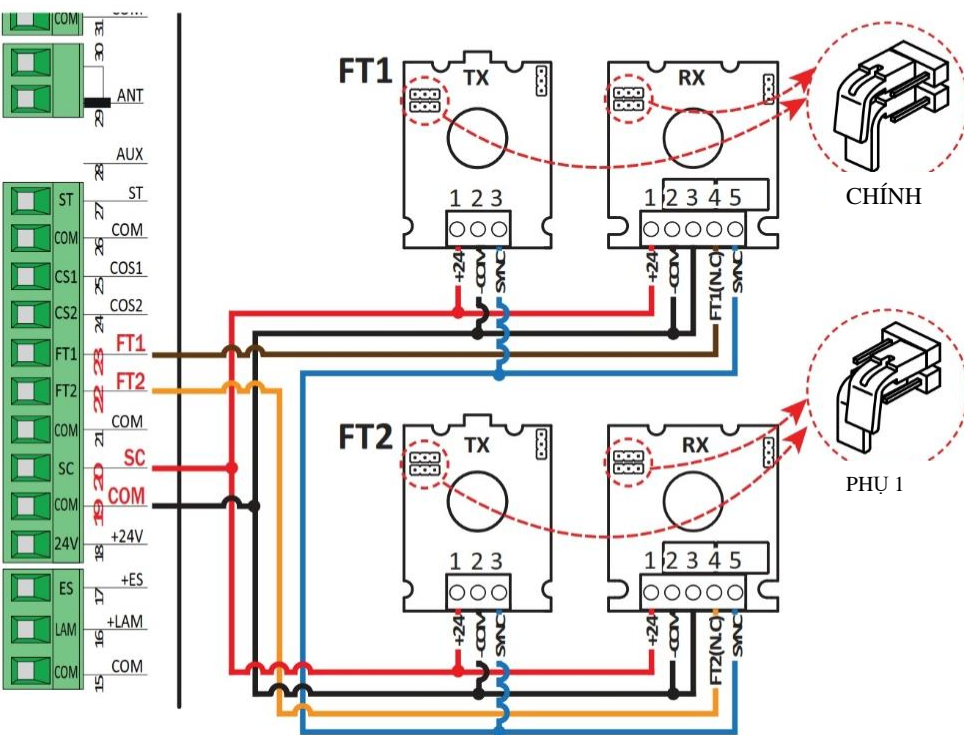 COM
31
30
29 ANT
28 AUX
ST 27 ST
COM 26 COM
CS1 25 COS1
CS2 24 COS2
FT1 23 FT1
FT2 22 FT2
COM 21 COM
SC 20 SC
COM 19 COM
24V 18 +24V
ES 17 +ES
LAM 16 +LAM
COM 15 COM
FT1
TX
1 2 3
+24
-COM
SYNC
RX
1 2 3 4 5
+24
-COM
FT1(N.C)
SYNC
CHÍNH
FT2
TX
1 2 3
+24
-COM
SYNC
RX
1 2 3 4 5
+24
-COM
FT2(N.C)
SYNC
PHỤ 1